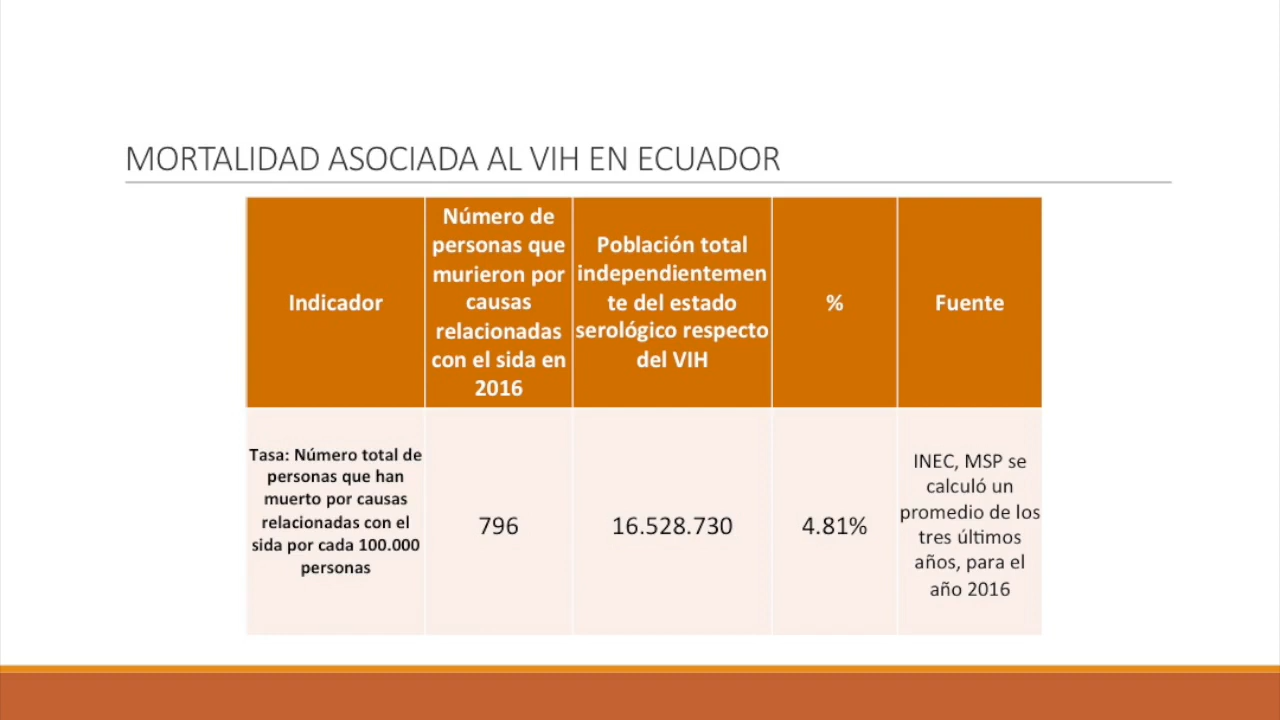 MORTALIDAD ASOCIADA AL VIH EN ECUADOR
Indicador
Número de
personas que
murieron por
causas
relacionadas
con el sida en
2016
Población total
independientemen
te del estado
serológico respecto
del VIH
%
Fuente
Tasa: Número total de
personas que han
muerto por causas
relacionadas con el
sida por cada 100.000
personas
796
16.528.730
4.81%
INEC, MSP se
calculó un
promedio de los
tres últimos
años, para el
año 2016